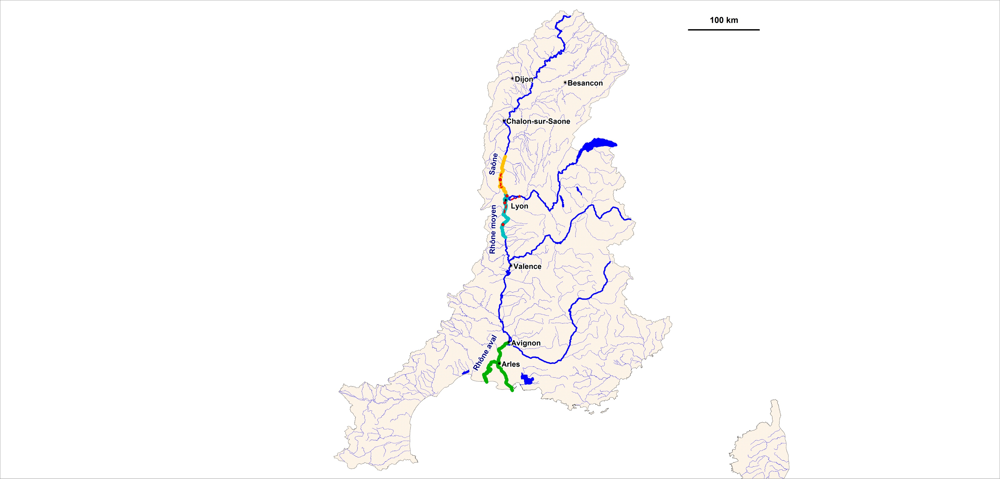 100 km
Dijon
Besancon
Chalon-sur-Saone
Saône
Lyon
Rhône moyen
Valence
Rhône aval
Avignon
Arles